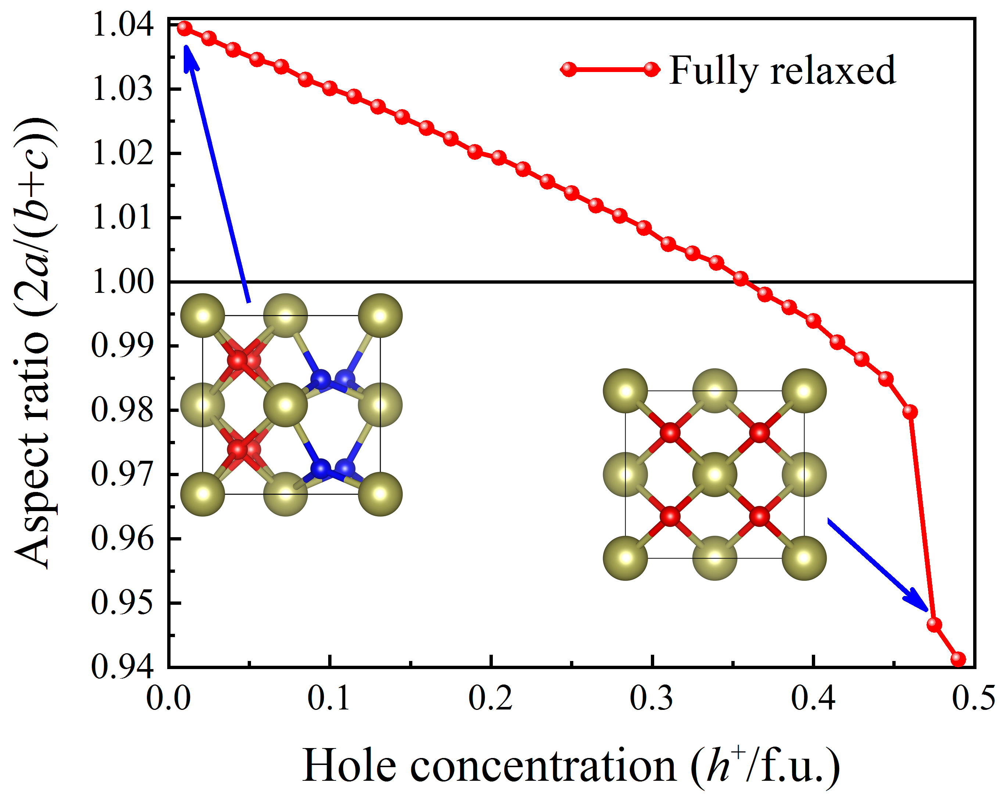 Aspect ratio (2a/(b+c))
1.04
1.03
1.02
1.01
1.00
0.99
0.98
0.97
0.96
0.95
0.94
Fully relaxed
0.0 0.1 0.2 0.3 0.4 0.5
Hole concentration (h⁺/f.u.)